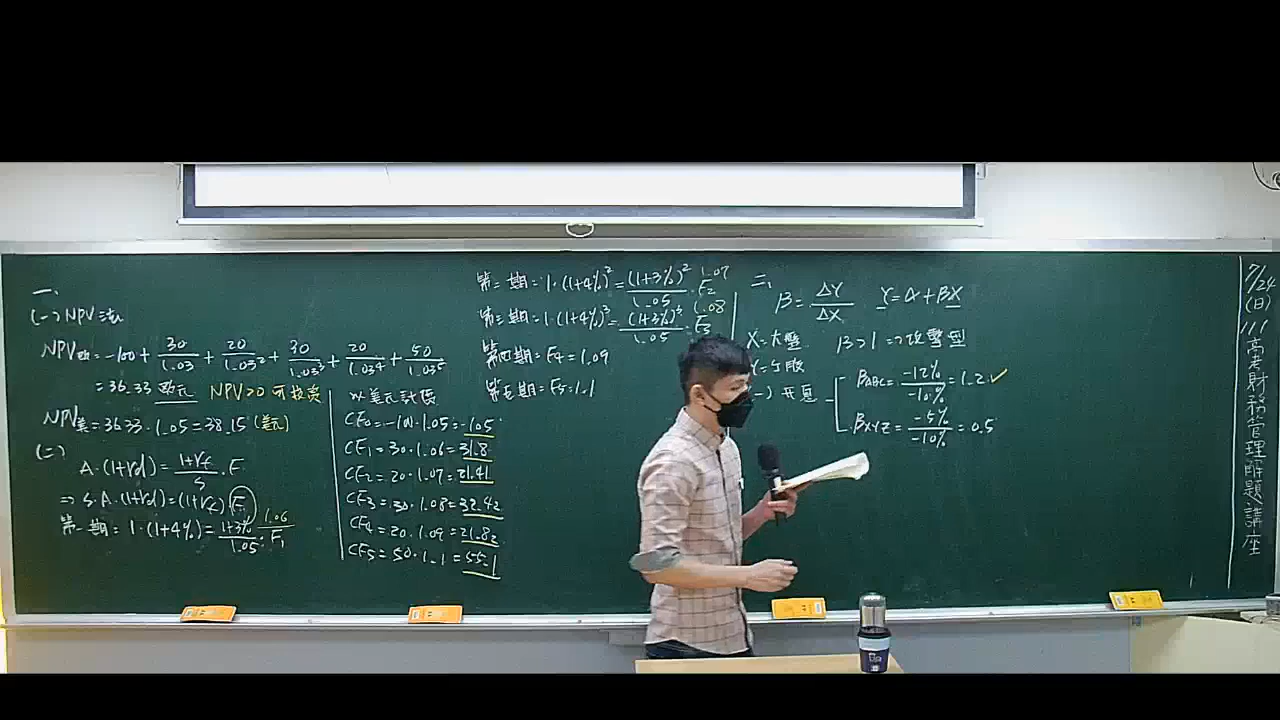 一、
(一) NPV法
NPV歐 = -100 + 30/1.03 + 20/1.03² + 30/1.03³ + 20/1.03⁴ + 50/1.03⁵
= 36.33 歐元 NPV>0 可投資
NPV美 = 36.33 · 1.05 = 38.15 (美元)
(二)
A·(1+rd) = (1+rf)/S · F
⇒ S·A·(1+rd) = (1+rf)·F
第一期 = 1·(1+4%) = (1+3%)/1.05 · F₁ 1.06
以美元計價
CF₀ = -100·1.05 = -105
CF₁ = 30·1.06 = 31.8
CF₂ = 20·1.07 = 21.41
CF₃ = 30·1.08 = 32.42
CF₄ = 20·1.09 = 21.82
CF₅ = 50·1.1 = 55.1
第二期 = 1·(1+4%)² = (1+3%)²/1.05 · F₂ 1.07
第三期 = 1·(1+4%)³ = (1+3%)³/1.05 · F₃ 1.08
第四期 = F₄ = 1.09
第五期 = F₅ = 1.1
二、
β = ΔY/ΔX Y = α + βX
X = 大盤 β>1 ⇒ 攻擊型
Y = 個股
βABC = -12%/-10% = 1.2 ✓
βXYZ = -5%/-10% = 0.5
7/24
(日)
111高考財務管理解題講座